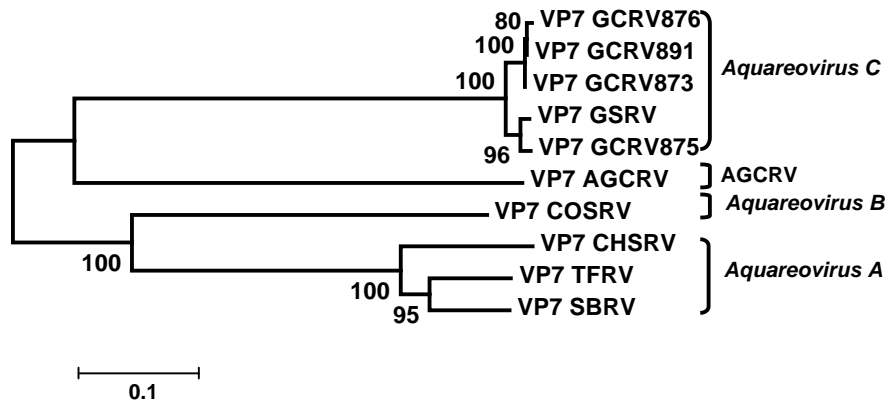 80
VP7 GCRV876
100
VP7 GCRV891
Aquareovirus C
100
VP7 GCRV873
VP7 GSRV
96
VP7 GCRV875
VP7 AGCRV
AGCRV
VP7 COSRV
Aquareovirus B
VP7 CHSRV
100
Aquareovirus A
VP7 TFRV
100
95
VP7 SBRV
0.1